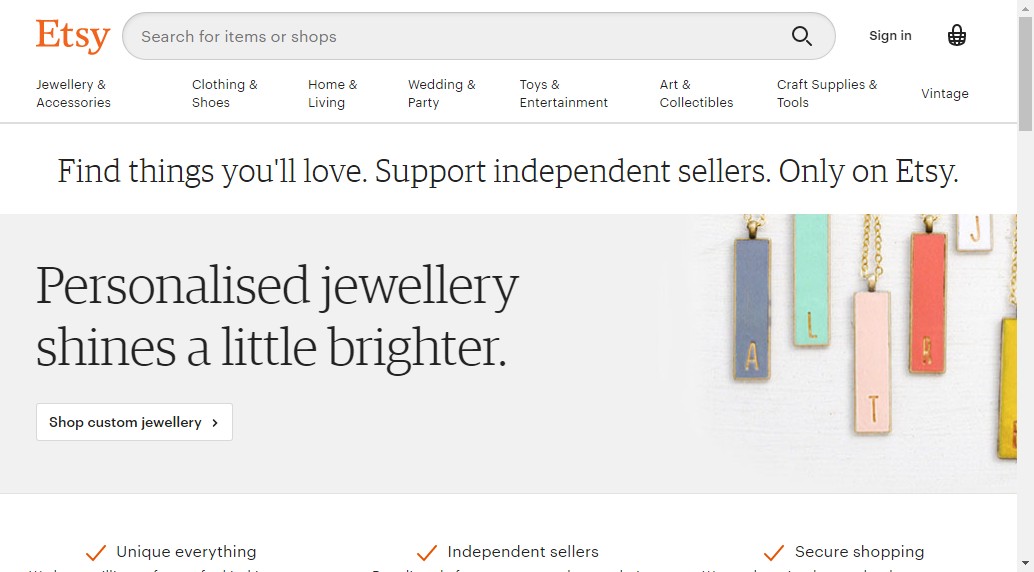 Etsy
Search for items or shops
Sign in
Jewellery &
Accessories
Clothing &
Shoes
Home &
Living
Wedding &
Party
Toys &
Entertainment
Art &
Collectibles
Craft Supplies &
Tools
Vintage
Find things you'll love. Support independent sellers. Only on Etsy.
Personalised jewellery
shines a little brighter.
Shop custom jewellery
A
L
T
R
J
Unique everything
Independent sellers
Secure shopping